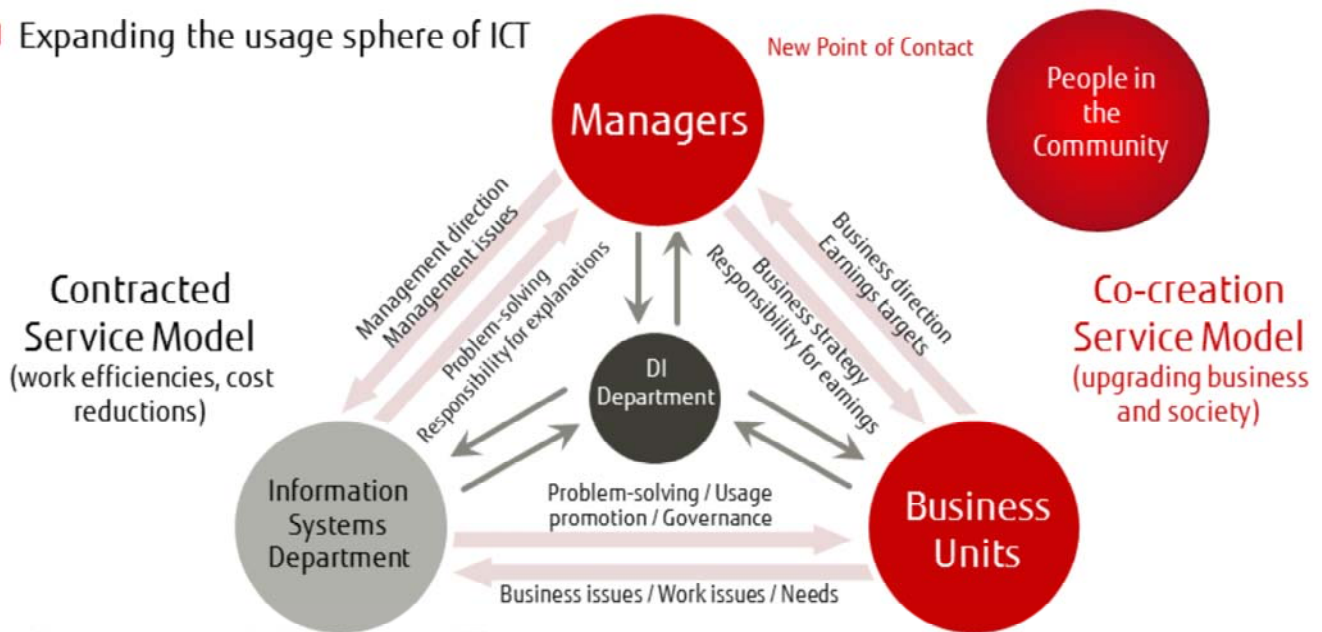 Expanding the usage sphere of ICT
New Point of Contact
Managers
People in
the
Community
Management direction
Management issues
Problem-solving
Responsibility for explanations
Business direction
Earnings targets
Business strategy
Responsibility for earnings
Contracted
Service Model
(work efficiencies, cost
reductions)
DI
Department
Co-creation
Service Model
(upgrading business
and society)
Information
Systems
Department
Problem-solving / Usage
promotion / Governance
Business issues / Work issues / Needs
Business
Units